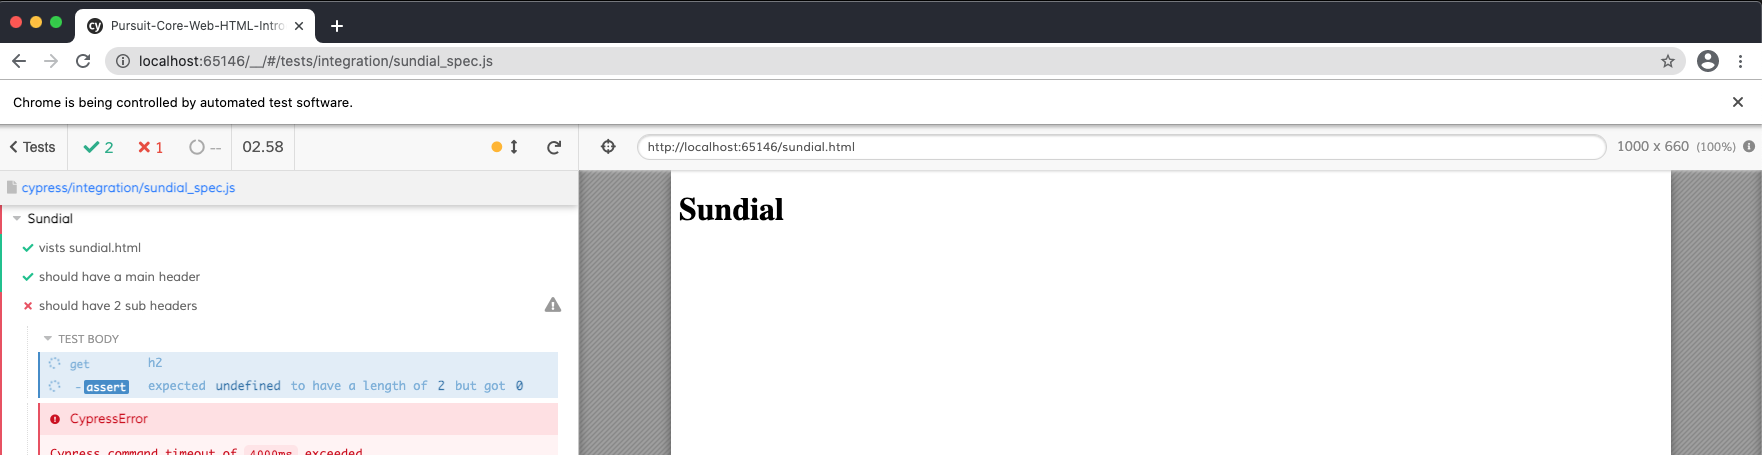 Pursuit-Core-Web-HTML-Intro
localhost:65146/__/#/tests/integration/sundial_spec.js
Chrome is being controlled by automated test software.
Tests 2 1 -- 02.58 http://localhost:65146/sundial.html 1000 x 660 (100%)
cypress/integration/sundial_spec.js
Sundial
Sundial
vists sundial.html
should have a main header
should have 2 sub headers
TEST BODY
get h2
- assert expected undefined to have a length of 2 but got 0
CypressError
Cypress command timeout of 4000ms exceeded